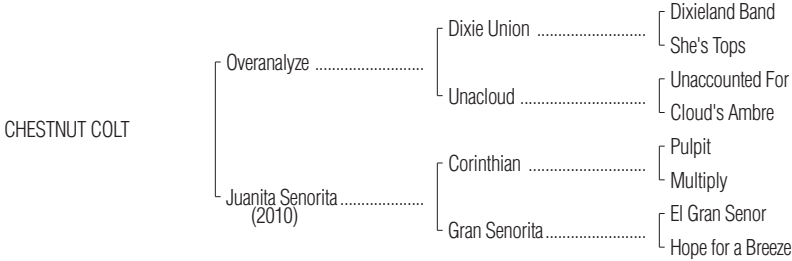 Dixieland Band
Dixie Union ..........................
She's Tops
Overanalyze ..........................
Unaccounted For
Unacloud ..............................
Cloud's Ambre
CHESTNUT COLT
Pulpit
Corinthian ............................
Multiply
Juanita Senorita ....................
(2010)
El Gran Senor
Gran Senorita ........................
Hope for a Breeze